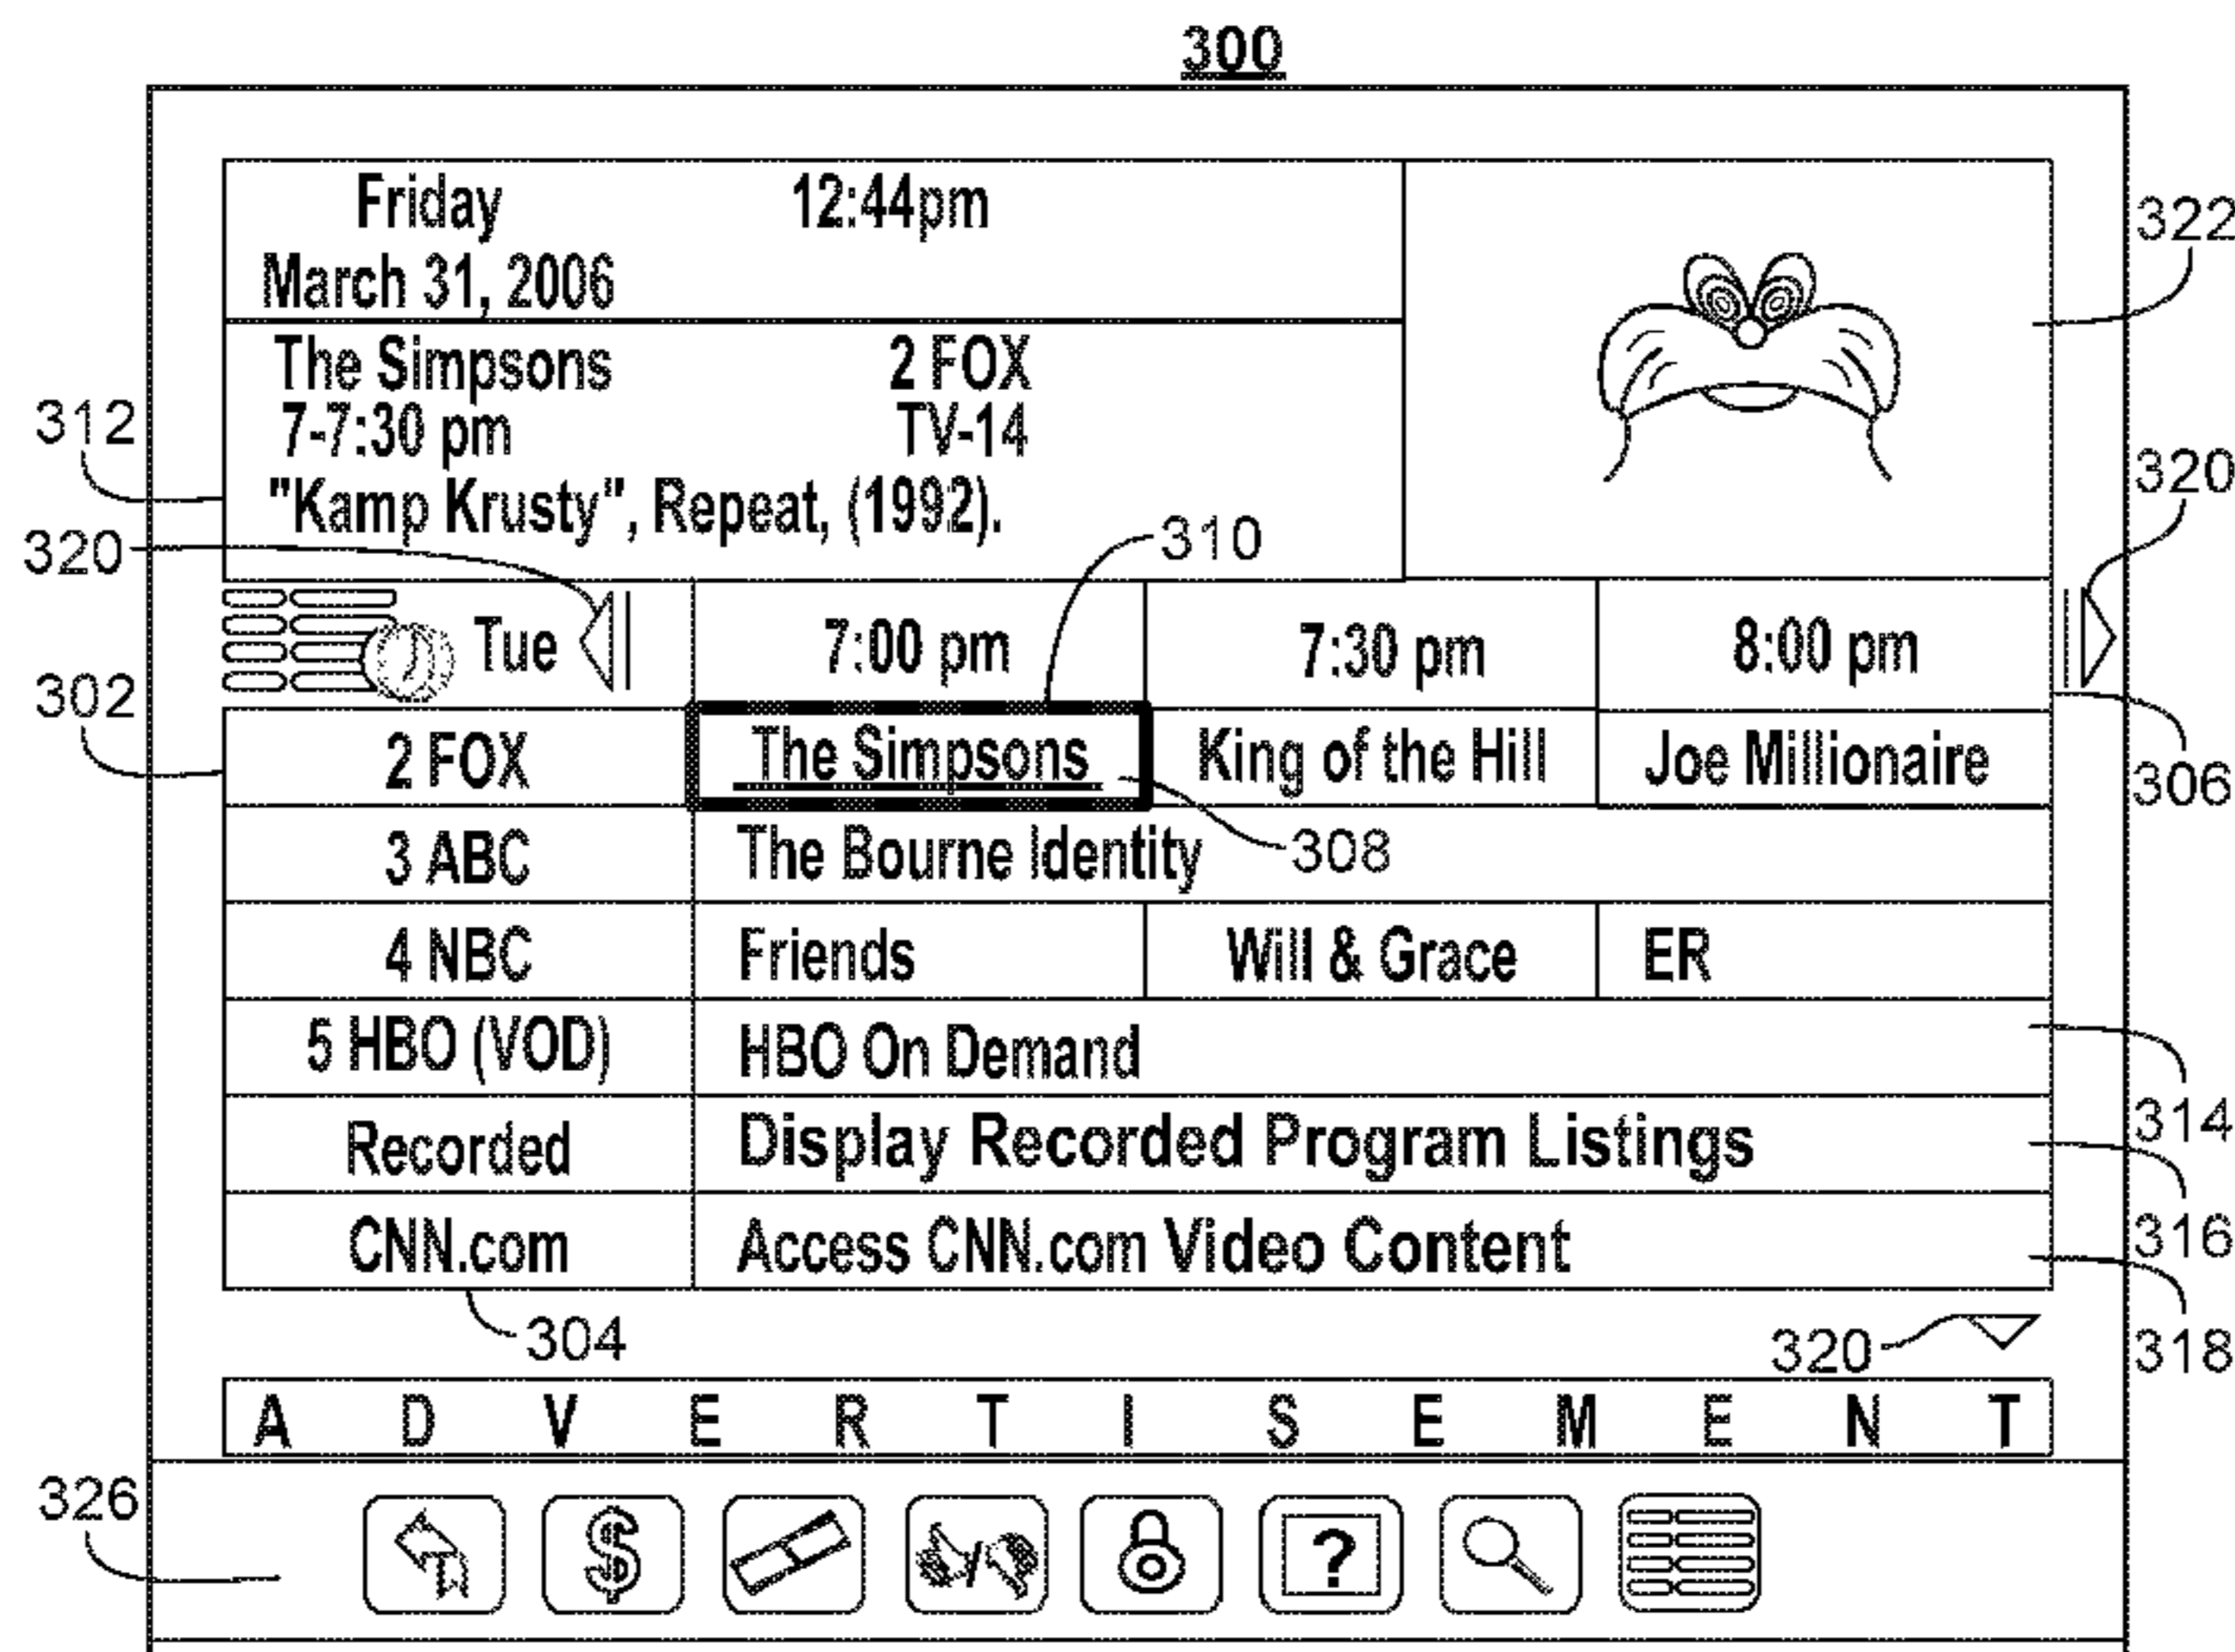 300
Friday 12:44pm
March 31, 2006
322
The Simpsons 2 FOX
312 7-7:30 pm TV-14
320
"Kamp Krusty", Repeat, (1992).
320 310
Tue 7:00 pm 7:30 pm 8:00 pm
302
2 FOX The Simpsons King of the Hill Joe Millionaire
306
3 ABC The Bourne Identity 308
4 NBC Friends Will & Grace ER
5 HBO (VOD) HBO On Demand
314
Recorded Display Recorded Program Listings
316
CNN.com Access CNN.com Video Content
304 320 318
A D V E R T I S E M E N T
326
$ / ?